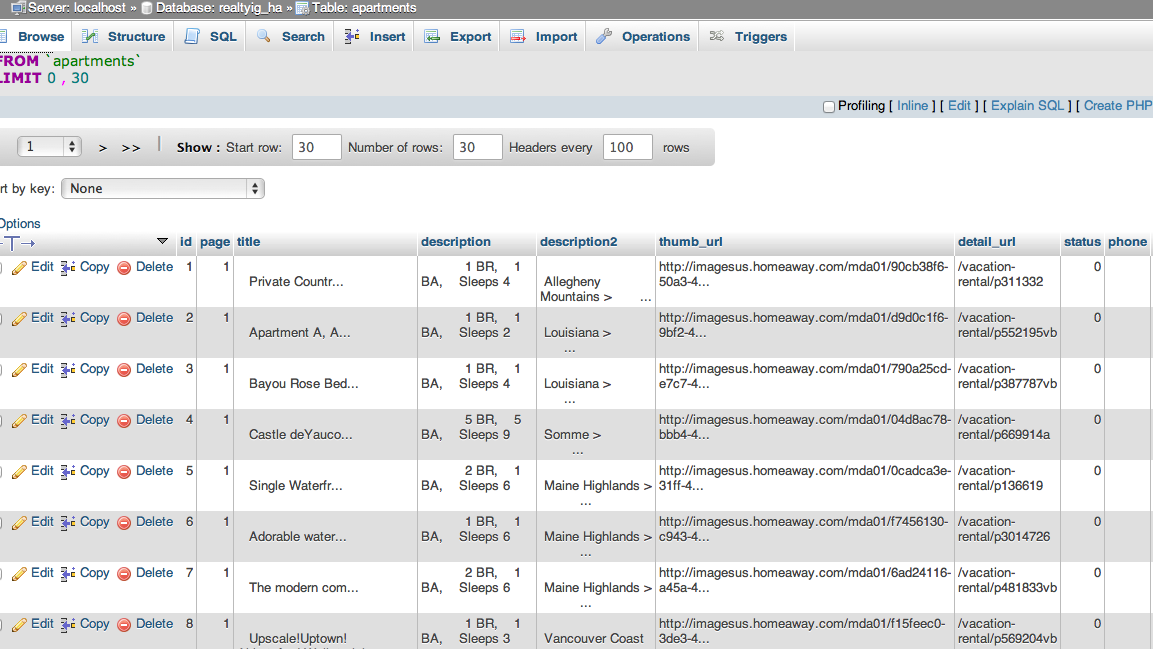 Server: localhost » Database: realtyig_ha » Table: apartments
Browse Structure SQL Search Insert Export Import Operations Triggers
FROM `apartments`
LIMIT 0 , 30
Profiling [ Inline ] [ Edit ] [ Explain SQL ] [ Create PHP
1 > >> Show : Start row: 30 Number of rows: 30 Headers every 100 rows
rt by key: None
Options
←T→ id page title description description2 thumb_url detail_url status phone
Edit Copy Delete 1 1 1 BR, 1 http://imagesus.homeaway.com/mda01/90cb38f6- /vacation- 0
Private Countr... BA, Sleeps 4 Allegheny 50a3-4... rental/p311332
Mountains > ...
Edit Copy Delete 2 1 1 BR, 1 http://imagesus.homeaway.com/mda01/d9d0c1f6- /vacation- 0
Apartment A, A... BA, Sleeps 2 Louisiana > 9bf2-4... rental/p552195vb
...
Edit Copy Delete 3 1 1 BR, 1 http://imagesus.homeaway.com/mda01/790a25cd- /vacation- 0
Bayou Rose Bed... BA, Sleeps 4 Louisiana > e7c7-4... rental/p387787vb
...
Edit Copy Delete 4 1 5 BR, 5 http://imagesus.homeaway.com/mda01/04d8ac78- /vacation- 0
Castle deYauco... BA, Sleeps 9 Somme > bbb4-4... rental/p669914a
...
Edit Copy Delete 5 1 2 BR, 1 http://imagesus.homeaway.com/mda01/0cadca3e- /vacation- 0
Single Waterfr... BA, Sleeps 6 Maine Highlands > 31ff-4... rental/p136619
...
Edit Copy Delete 6 1 1 BR, 1 http://imagesus.homeaway.com/mda01/f7456130- /vacation- 0
Adorable water... BA, Sleeps 6 Maine Highlands > c943-4... rental/p3014726
...
Edit Copy Delete 7 1 2 BR, 1 http://imagesus.homeaway.com/mda01/6ad24116- /vacation- 0
The modern com... BA, Sleeps 6 Maine Highlands > a45a-4... rental/p481833vb
...
Edit Copy Delete 8 1 1 BR, 1 http://imagesus.homeaway.com/mda01/f15feec0- /vacation- 0
Upscale!Uptown! BA, Sleeps 3 Vancouver Coast 3de3-4... rental/p569204vb